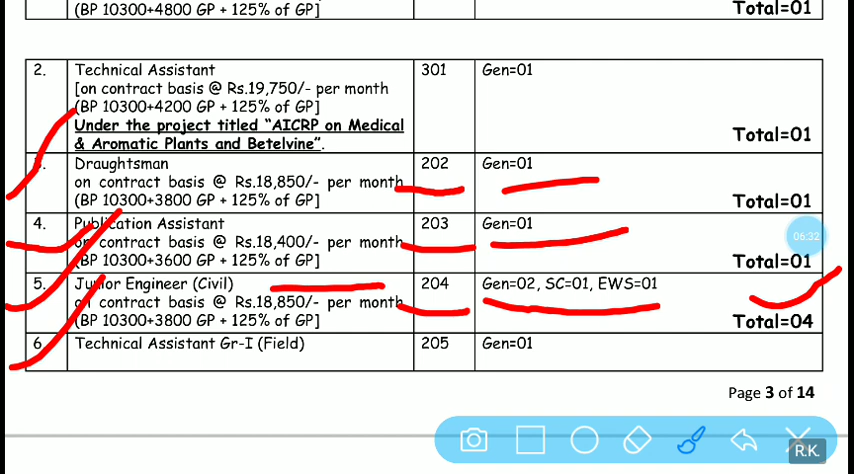 (BP 10300+4800 GP + 125% of GP]
Total=01
2. Technical Assistant 301 Gen=01
[on contract basis @ Rs.19,750/- per month
(BP 10300+4200 GP + 125% of GP]
Under the project titled “AICRP on Medical
& Aromatic Plants and Betelvine”.
Total=01
Draughtsman 202 Gen=01
on contract basis @ Rs.18,850/- per month
(BP 10300+3800 GP + 125% of GP]
Total=01
4. Publication Assistant 203 Gen=01
on contract basis @ Rs.18,400/- per month
(BP 10300+3600 GP + 125% of GP]
Total=01
06:32
5. Junior Engineer (Civil) 204 Gen=02, SC=01, EWS=01
on contract basis @ Rs.18,850/- per month
(BP 10300+3800 GP + 125% of GP]
Total=04
6 Technical Assistant Gr-I (Field) 205 Gen=01
Page 3 of 14
R.K.